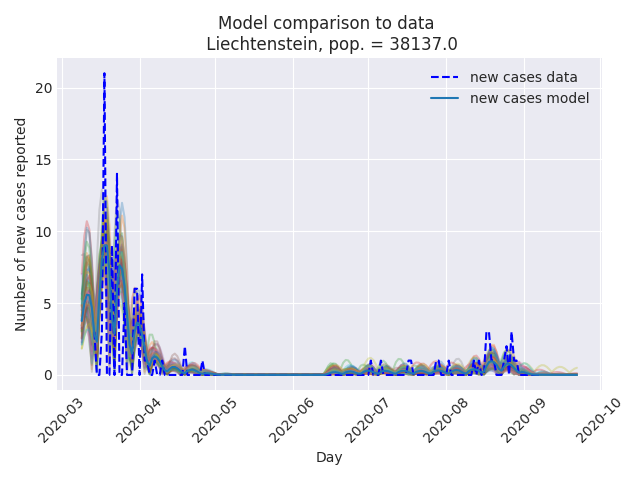 Model comparison to data
Liechtenstein, pop. = 38137.0
new cases data
new cases model
Number of new cases reported
20
15
10
5
0
2020-03
2020-04
2020-05
2020-06
2020-07
2020-08
2020-09
2020-10
Day